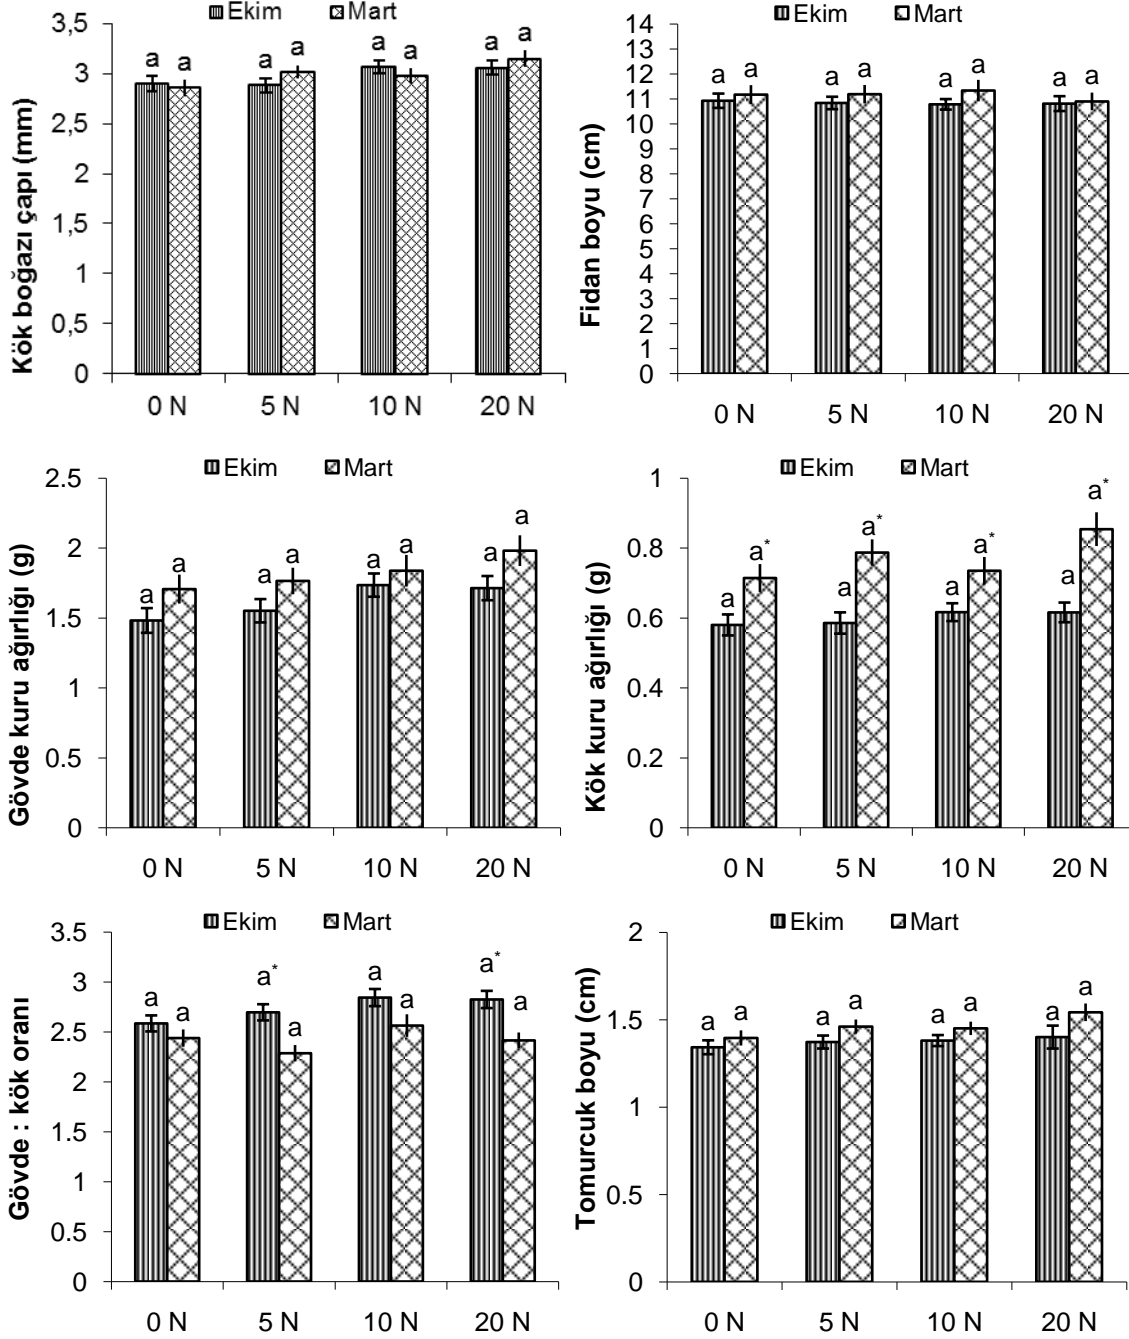 Ekim Mart
Kök boğazı çapı (mm)
3,5
3
2,5
2
1,5
1
0,5
0
a a a a a a a a
0 N 5 N 10 N 20 N
Ekim Mart
Fidan boyu (cm)
14
13
12
11
10
9
8
7
6
5
4
3
2
1
0
a a a a a a a a
0 N 5 N 10 N 20 N
Ekim Mart
Gövde kuru ağırlığı (g)
2.5
2
1.5
1
0.5
0
a a a a a a a a
0 N 5 N 10 N 20 N
Ekim Mart
Kök kuru ağırlığı (g)
1
0.8
0.6
0.4
0.2
0
a a* a a* a a* a a*
0 N 5 N 10 N 20 N
Ekim Mart
Gövde : kök oranı
3.5
3
2.5
2
1.5
1
0.5
0
a a a* a a a a* a
0 N 5 N 10 N 20 N
Ekim Mart
Tomurcuk boyu (cm)
2
1.5
1
0.5
0
a a a a a a a a
0 N 5 N 10 N 20 N